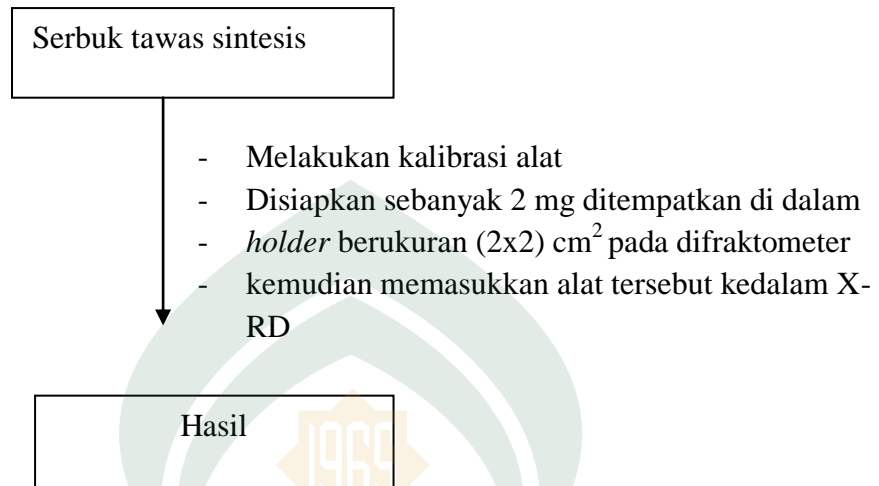 Serbuk tawas sintesis
- Melakukan kalibrasi alat
- Disiapkan sebanyak 2 mg ditempatkan di dalam
- holder berukuran (2x2) cm² pada difraktometer
- kemudian memasukkan alat tersebut kedalam X-
RD
Hasil
1969